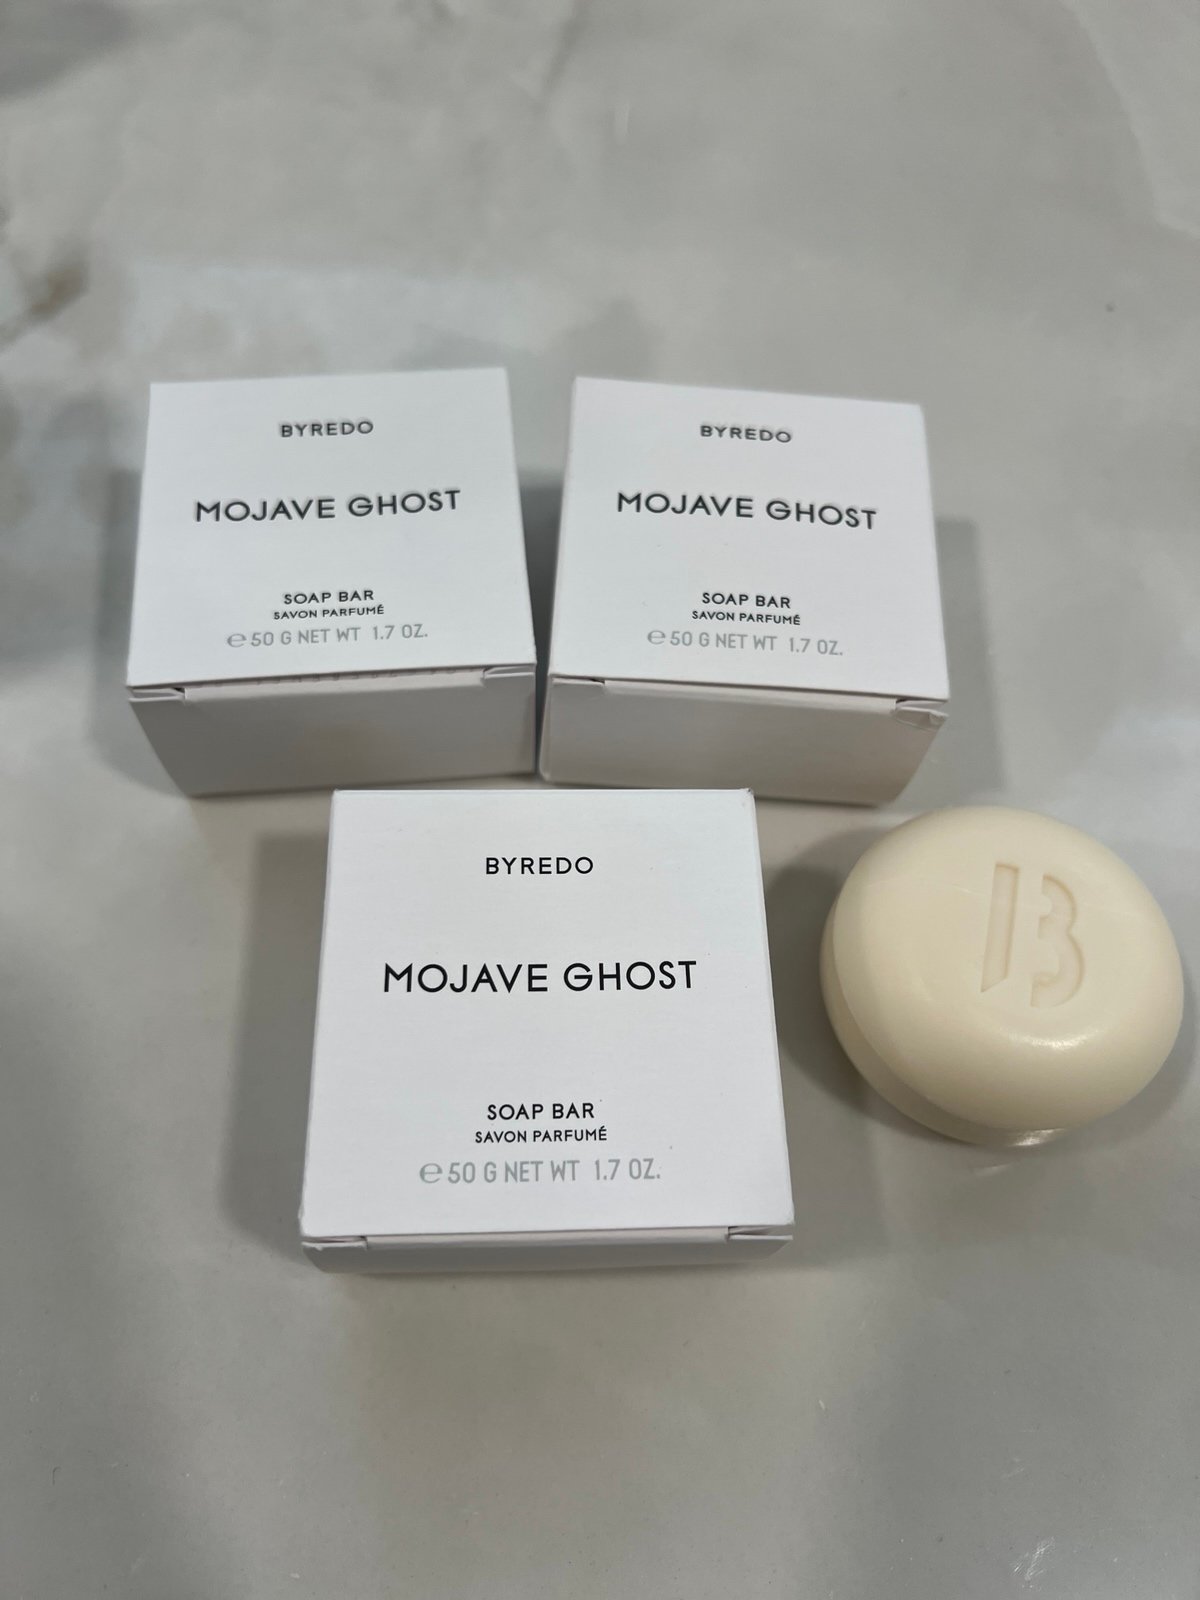 BYREDO
MOJAVE GHOST
SOAP BAR
SAVON PARFUMÉ
℮ 50 G NET WT 1.7 OZ.
BYREDO
MOJAVE GHOST
SOAP BAR
SAVON PARFUMÉ
℮ 50 G NET WT 1.7 OZ.
BYREDO
MOJAVE GHOST
SOAP BAR
SAVON PARFUMÉ
℮ 50 G NET WT 1.7 OZ.
B